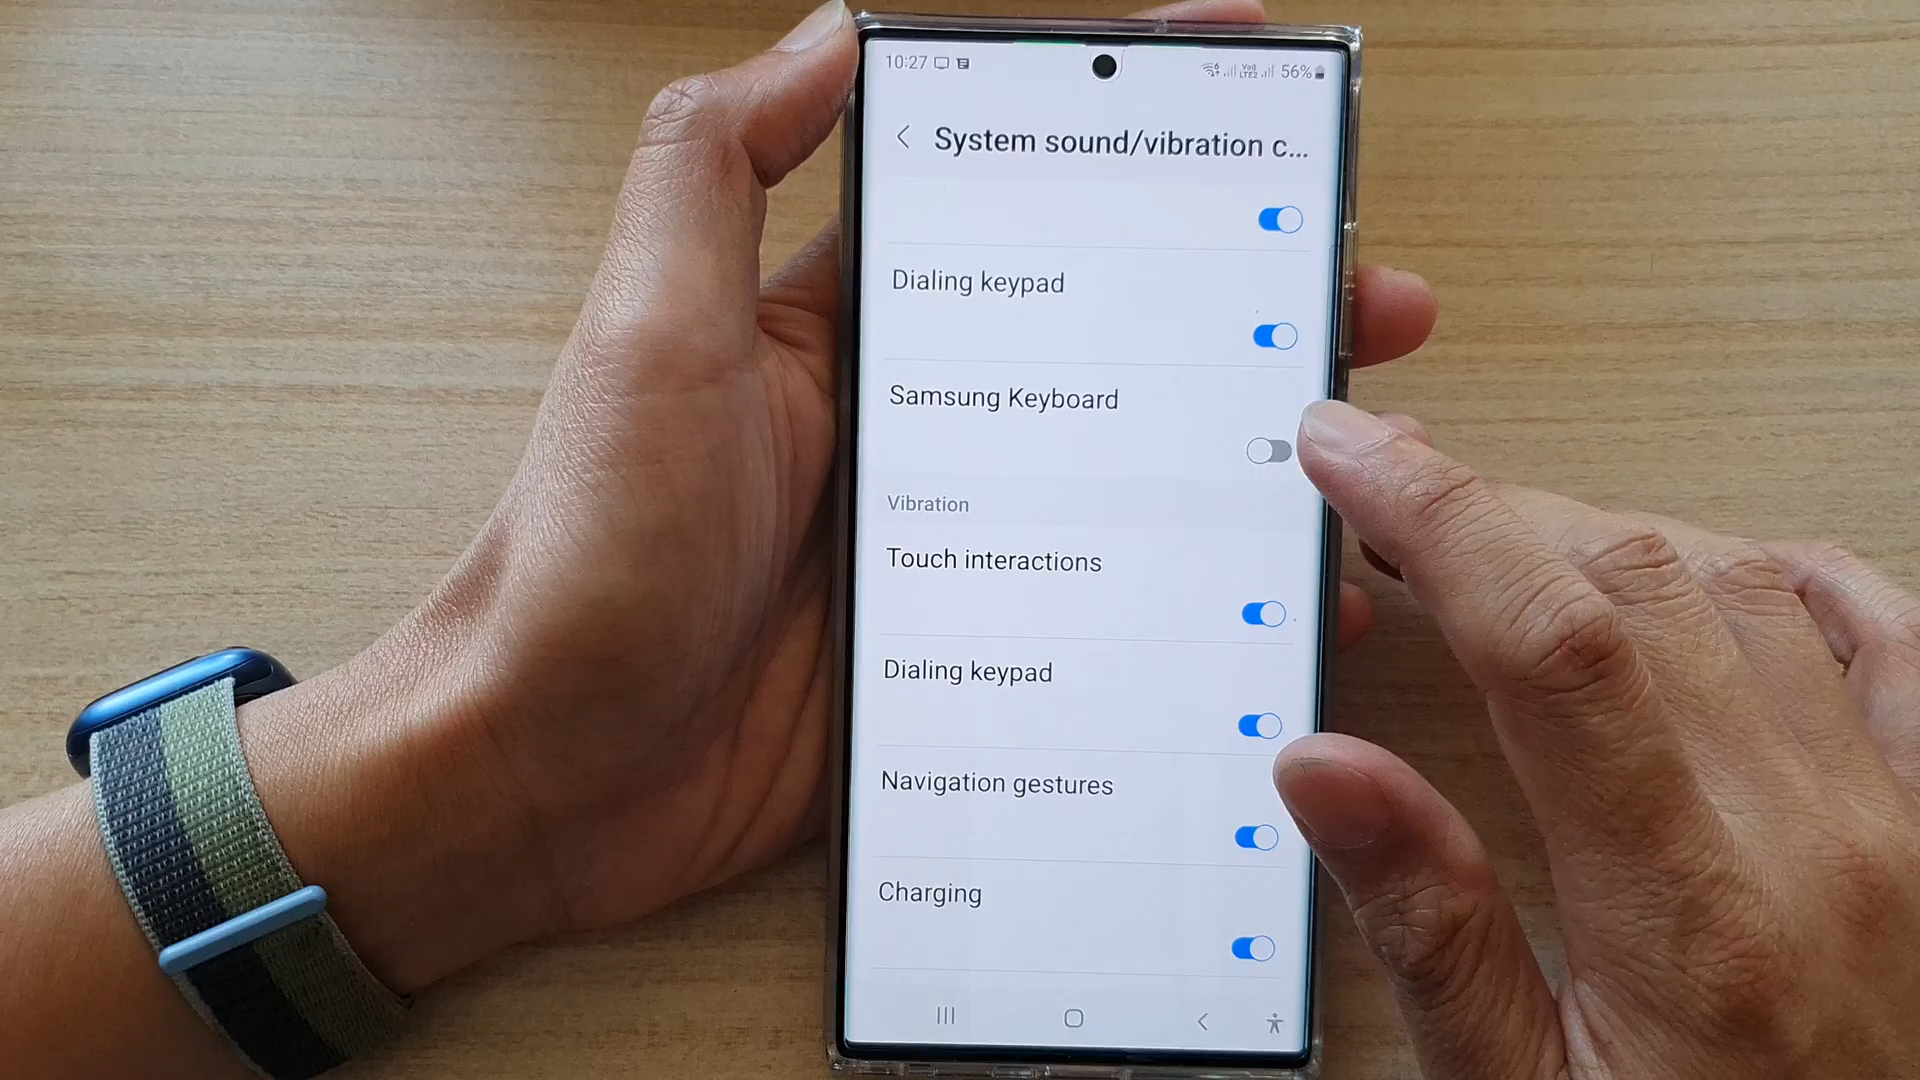 10:27
56%
System sound/vibration c...
Dialing keypad
Samsung Keyboard
Vibration
Touch interactions
Dialing keypad
Navigation gestures
Charging